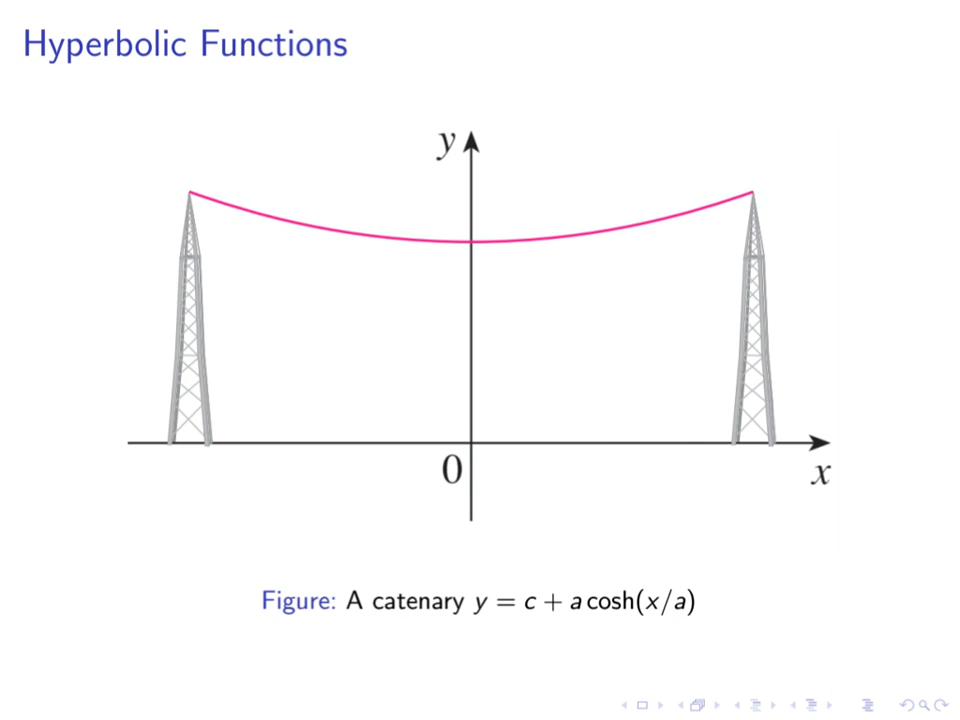 Hyperbolic Functions
y
0
x
Figure: A catenary y = c + a cosh(x/a)